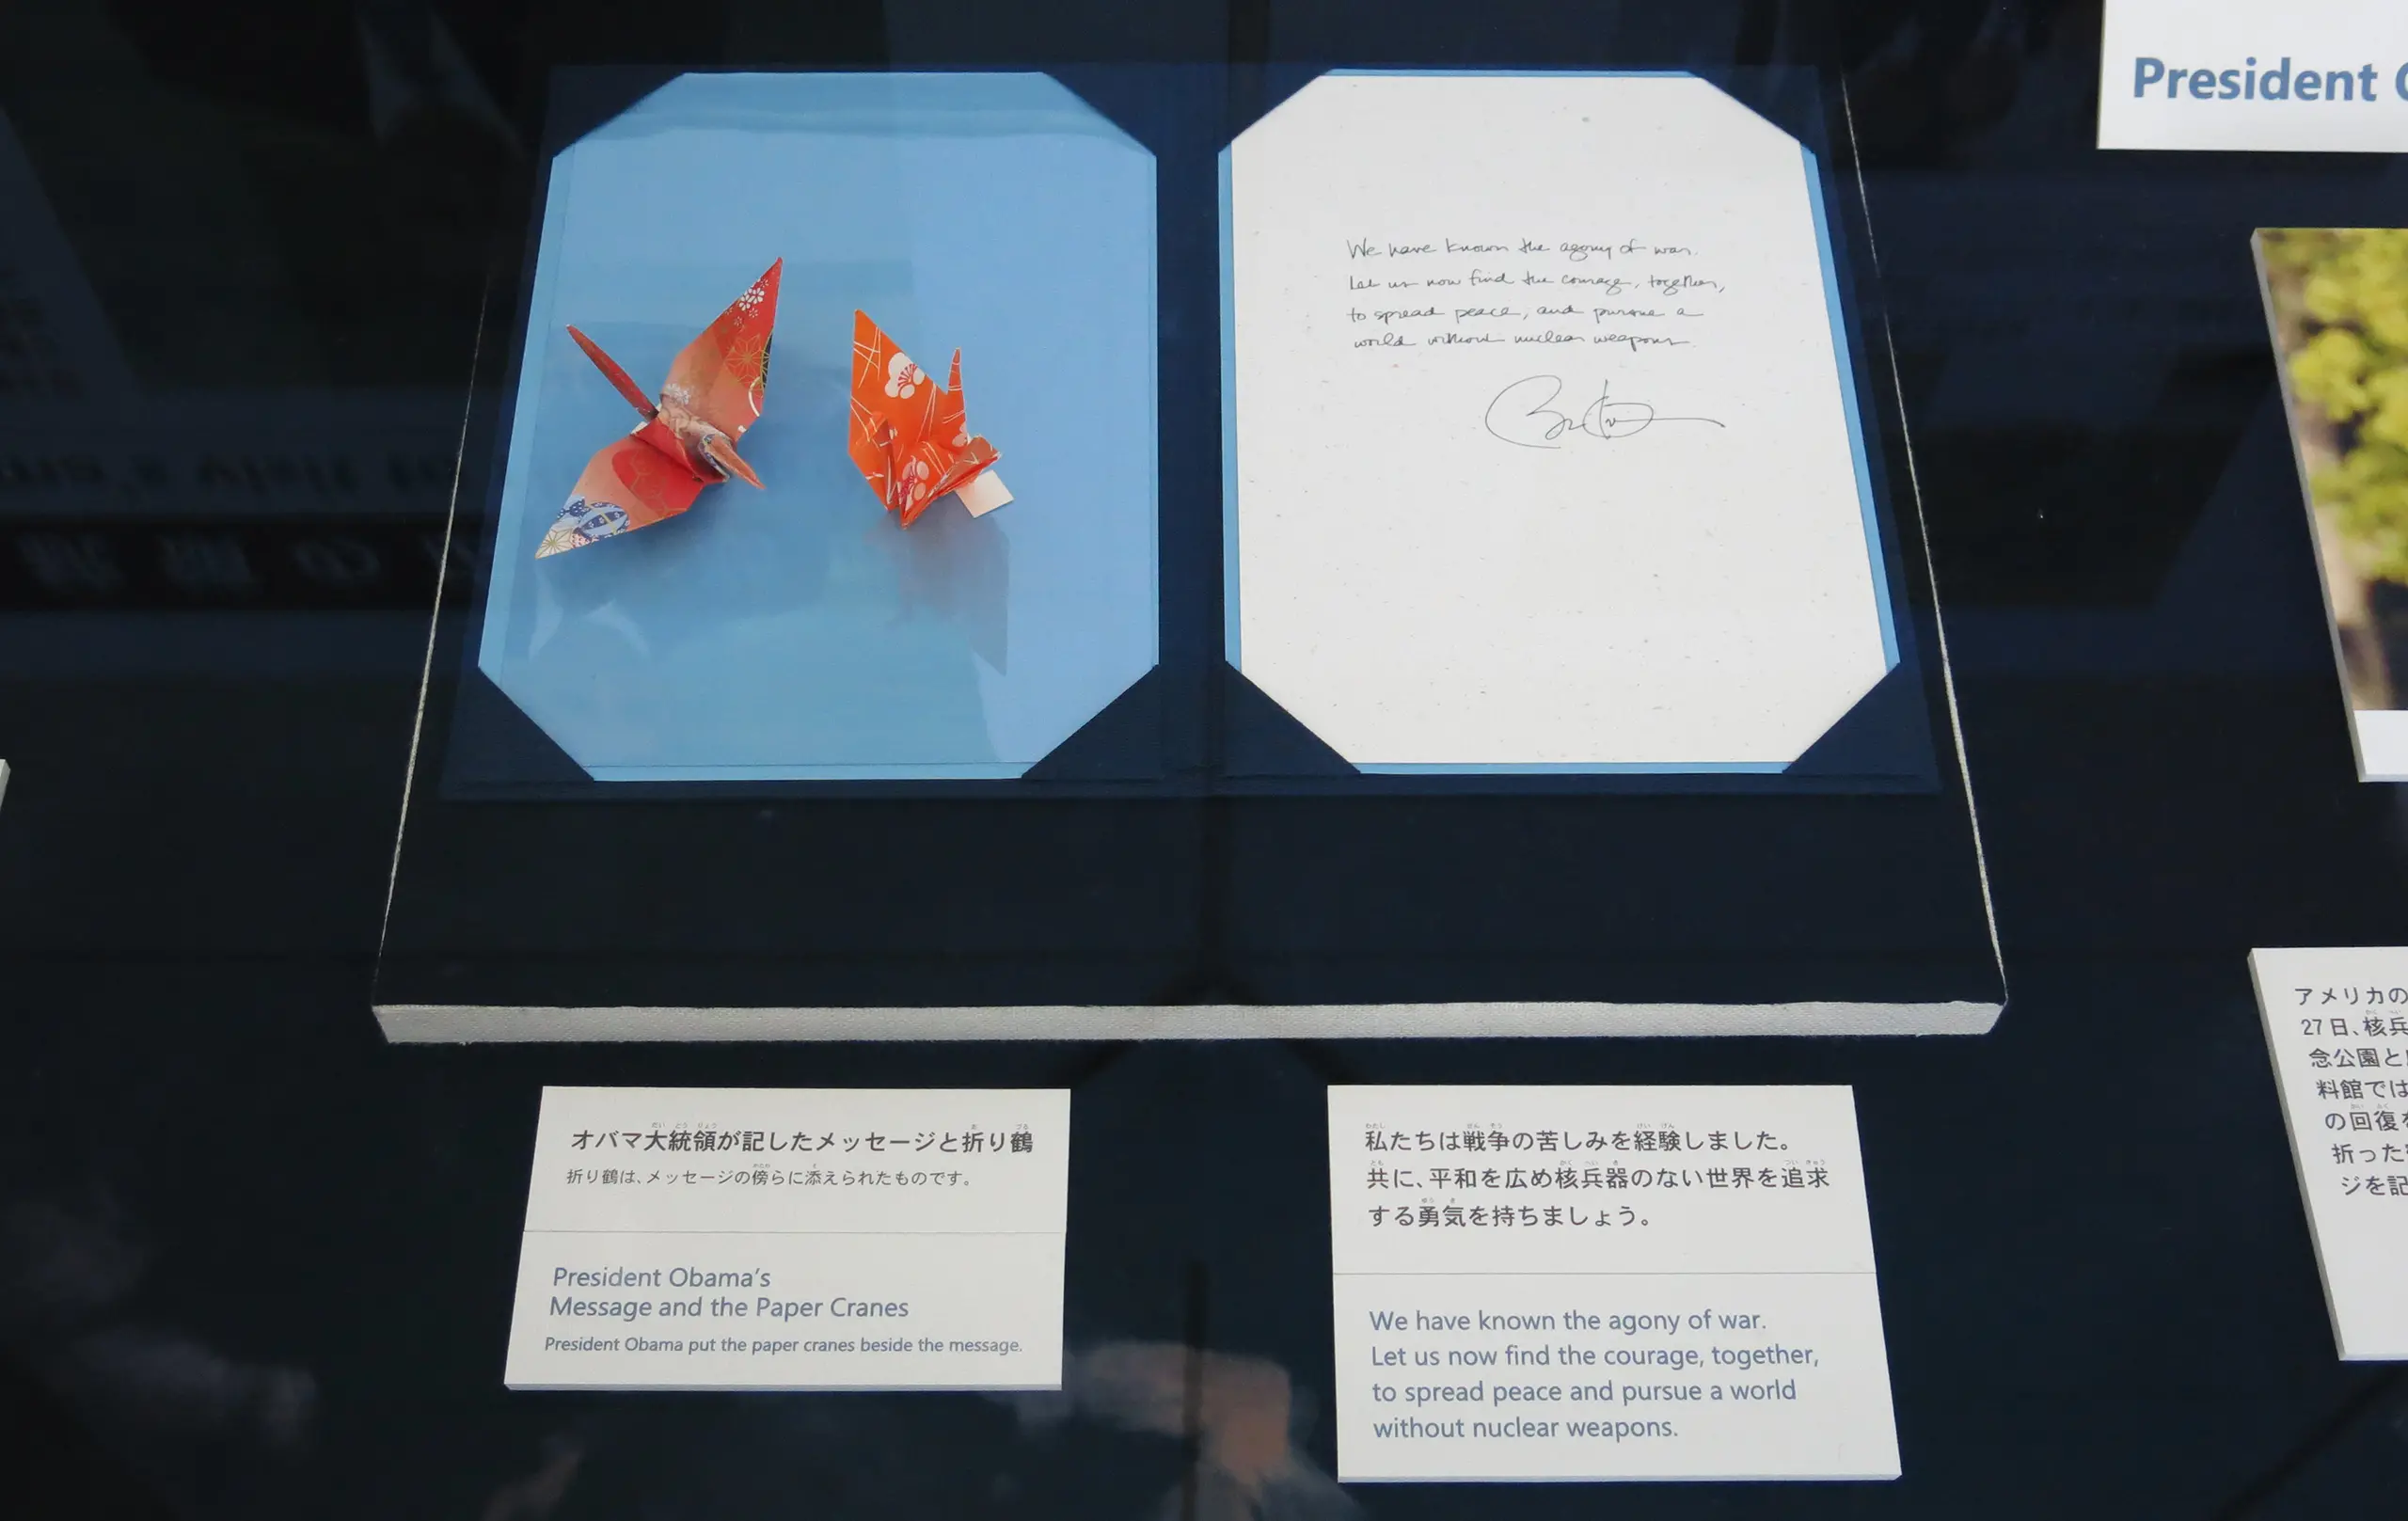 President
We have known the agony of war.
Let us now find the courage, together,
to spread peace, and pursue a
world without nuclear weapons.
オバマ大統領が記したメッセージと折り鶴
折り鶴は、メッセージの傍らに添えられたものです。
President Obama's
Message and the Paper Cranes
President Obama put the paper cranes beside the message.
私たちは戦争の苦しみを経験しました。
共に、平和を広め核兵器のない世界を追求
する勇気を持ちましょう。
We have known the agony of war.
Let us now find the courage, together,
to spread peace and pursue a world
without nuclear weapons.
アメリカの
27日、核兵
念公園と
料館では
の回復
折った
ジを記